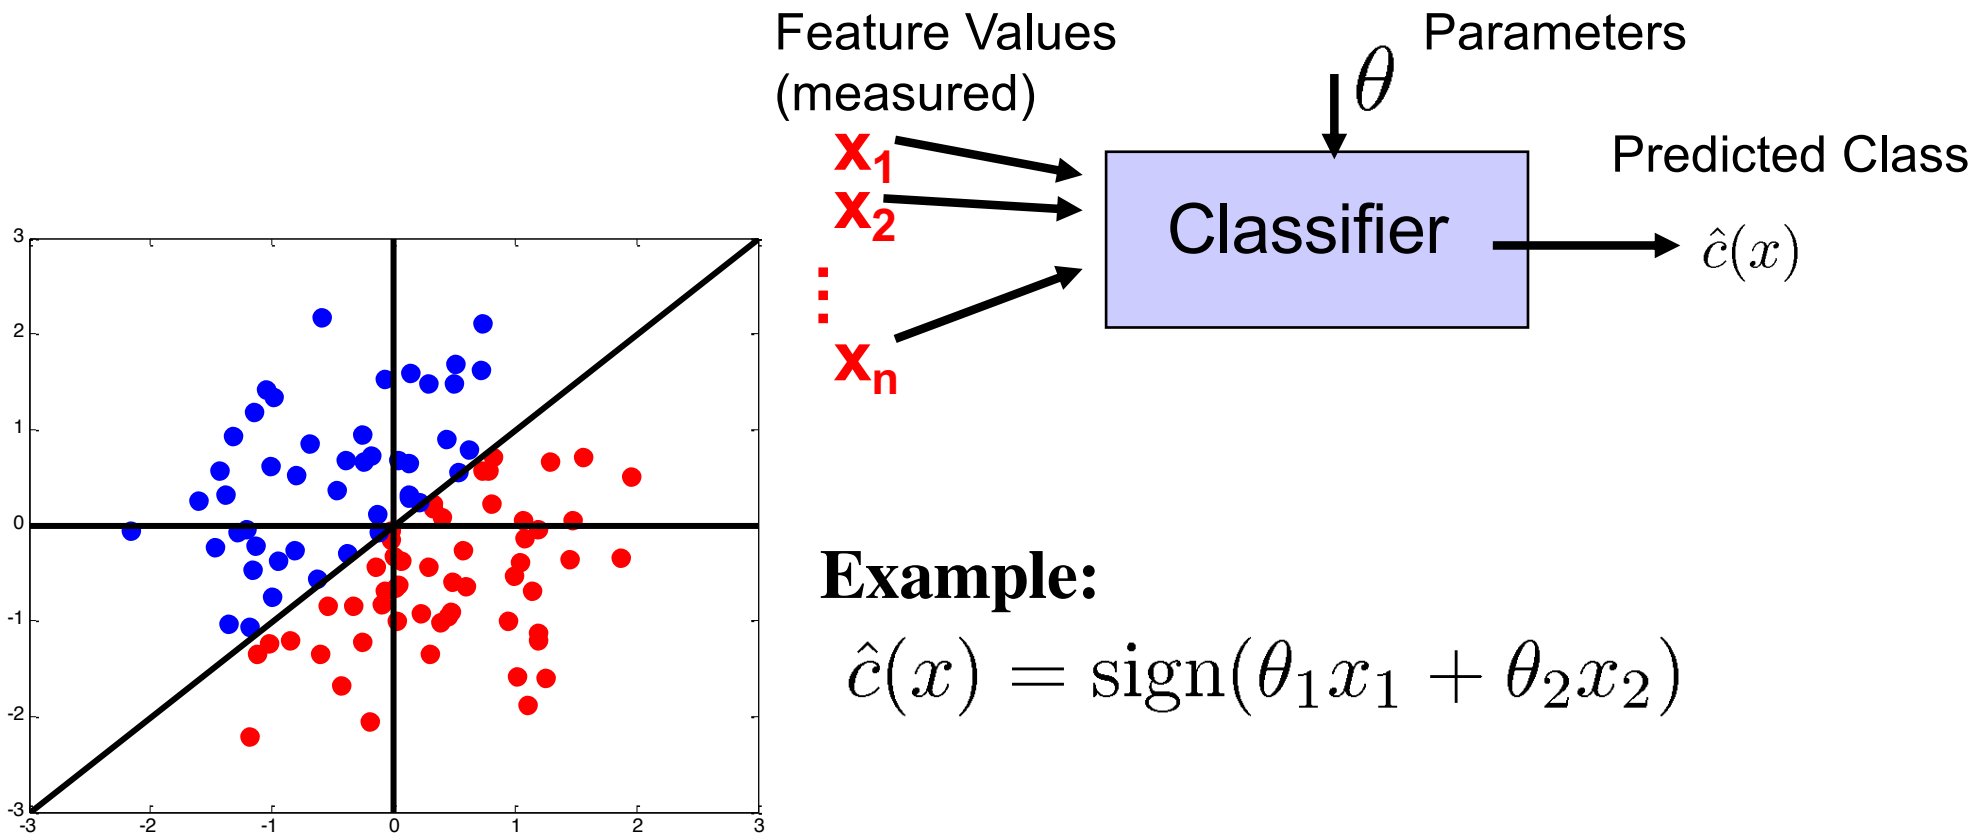 Feature Values
(measured)
Parameters
θ
x₁
x₂
⋮
xₙ
Classifier
Predicted Class
ĉ(x)
3
2
1
0
-1
-2
-3
-3
-2
-1
0
1
2
3
Example:
ĉ(x) = sign(θ₁x₁ + θ₂x₂)